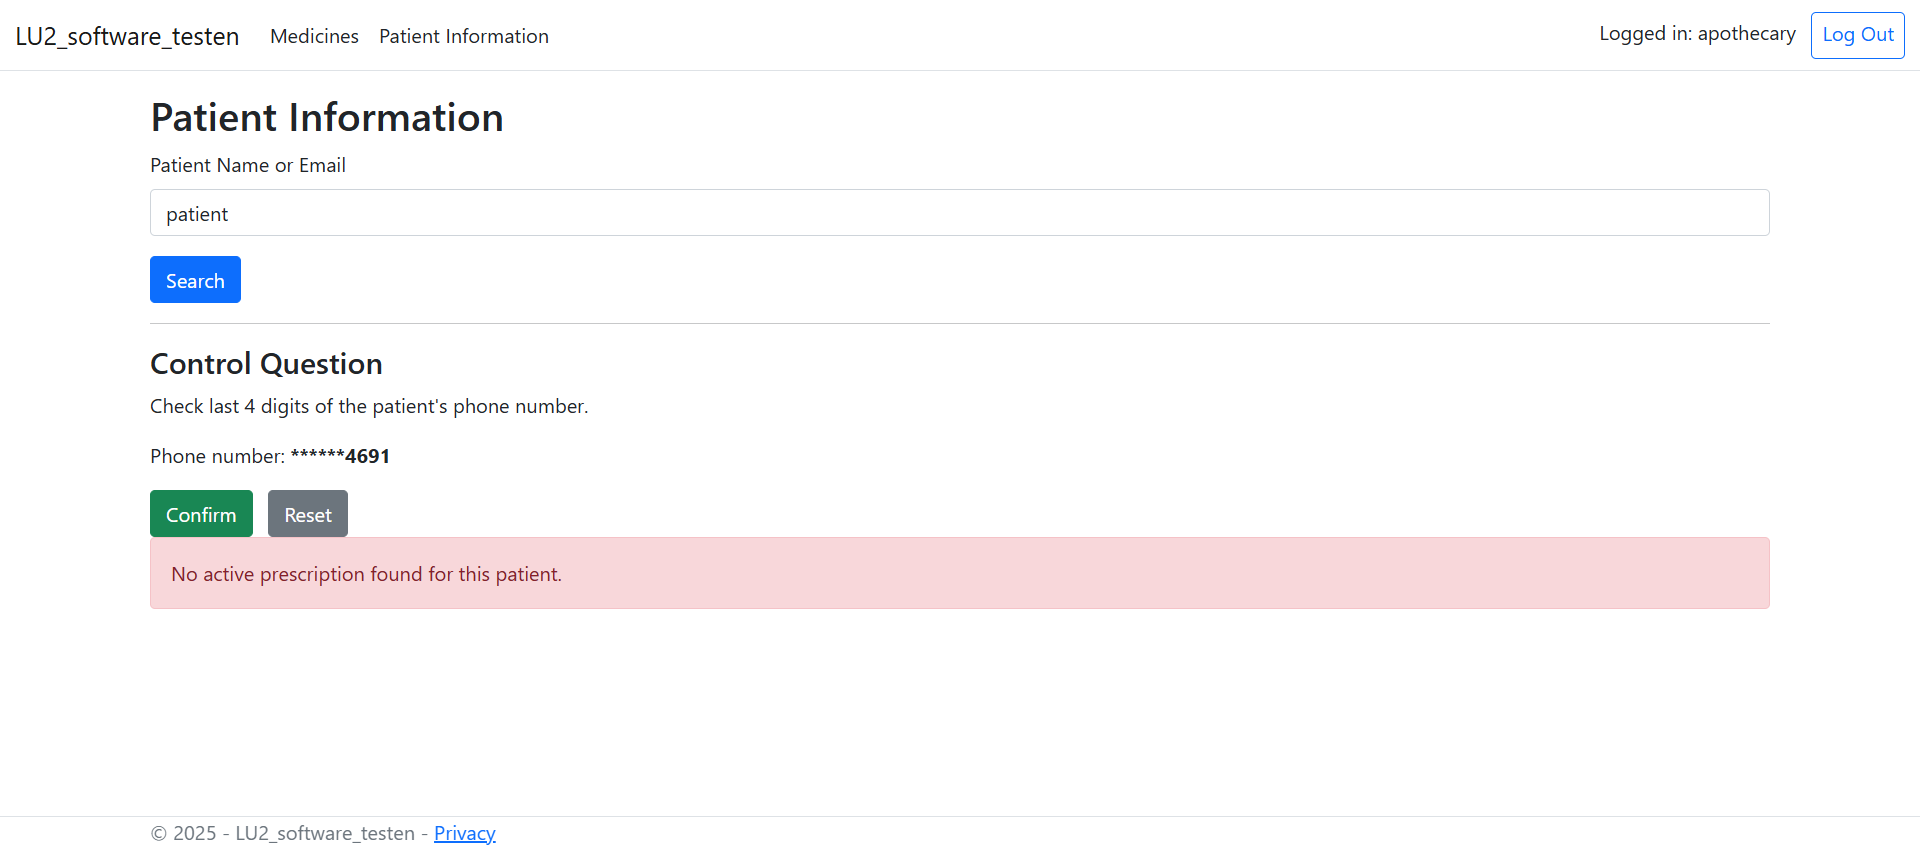 LU2_software_testen Medicines Patient Information Logged in: apothecary Log Out
Patient Information
Patient Name or Email
patient
Search
Control Question
Check last 4 digits of the patient's phone number.
Phone number: ******4691
Confirm Reset
No active prescription found for this patient.
© 2025 - LU2_software_testen - Privacy